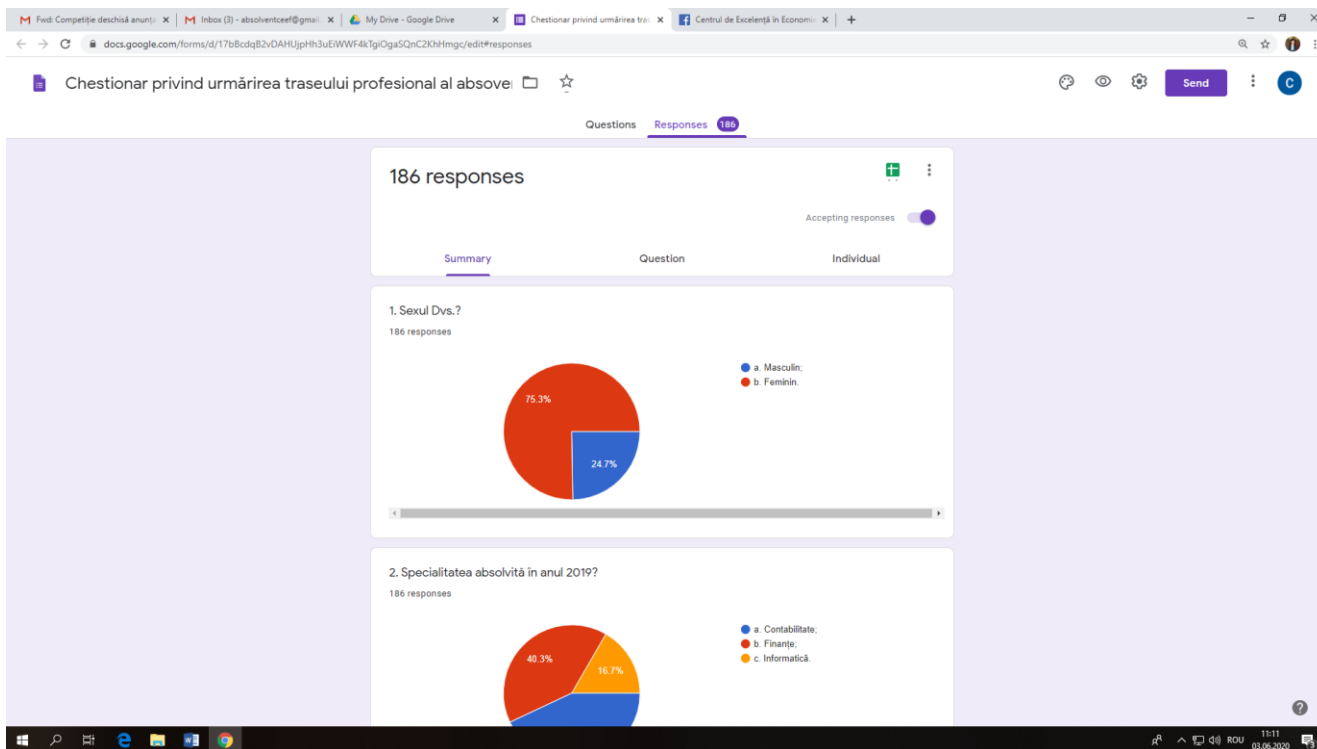 Fwd: Competiție deschisă anunț
Inbox (3) - absolventceef@gmail.
My Drive - Google Drive
Chestionar privind urmărirea tras
Centrul de Excelență în Economie
docs.google.com/forms/d/17bBcdqB2vDAHUjpHh3uEiWWF4kTgiOgaSQnC2KhHmgc/edit#responses
Chestionar privind urmărirea traseului profesional al absove
Send
C
Questions
Responses 186
186 responses
Accepting responses
Summary
Question
Individual
1. Sexul Dvs.?
186 responses
a. Masculin;
b. Feminin.
75.3%
24.7%
2. Specialitatea absolvită în anul 2019?
186 responses
a. Contabilitate;
b. Finanțe;
c. Informatică.
40.3%
16.7%
ROU
11:11
03.06.2020